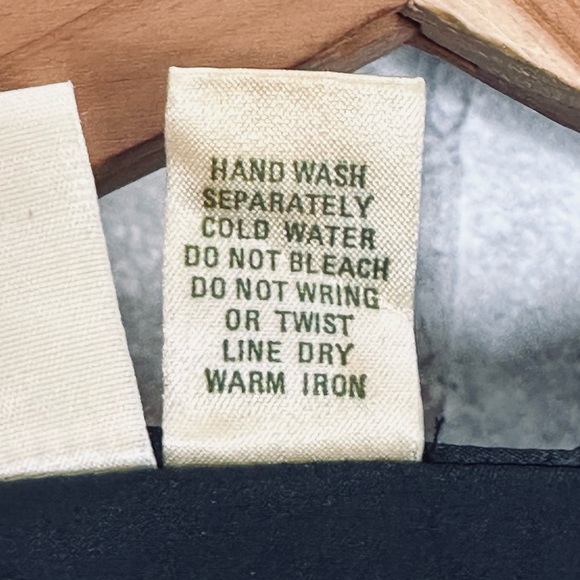 HAND WASH
SEPARATELY
COLD WATER
DO NOT BLEACH
DO NOT WRING
OR TWIST
LINE DRY
WARM IRON